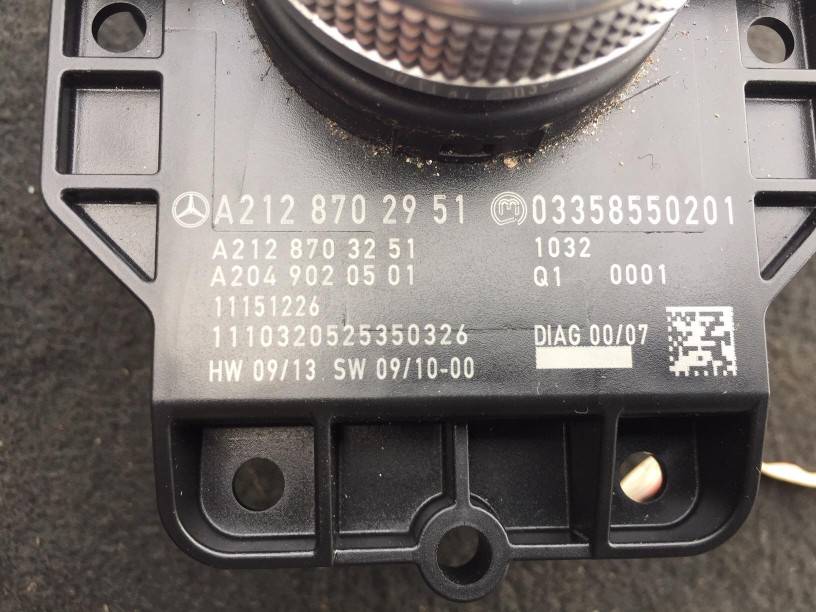 A212 870 29 51 m 03358550201
A212 870 32 51 1032
A204 902 05 01 Q1 0001
11151226
1110320525350326 DIAG 00/07
HW 09/13 SW 09/10-00